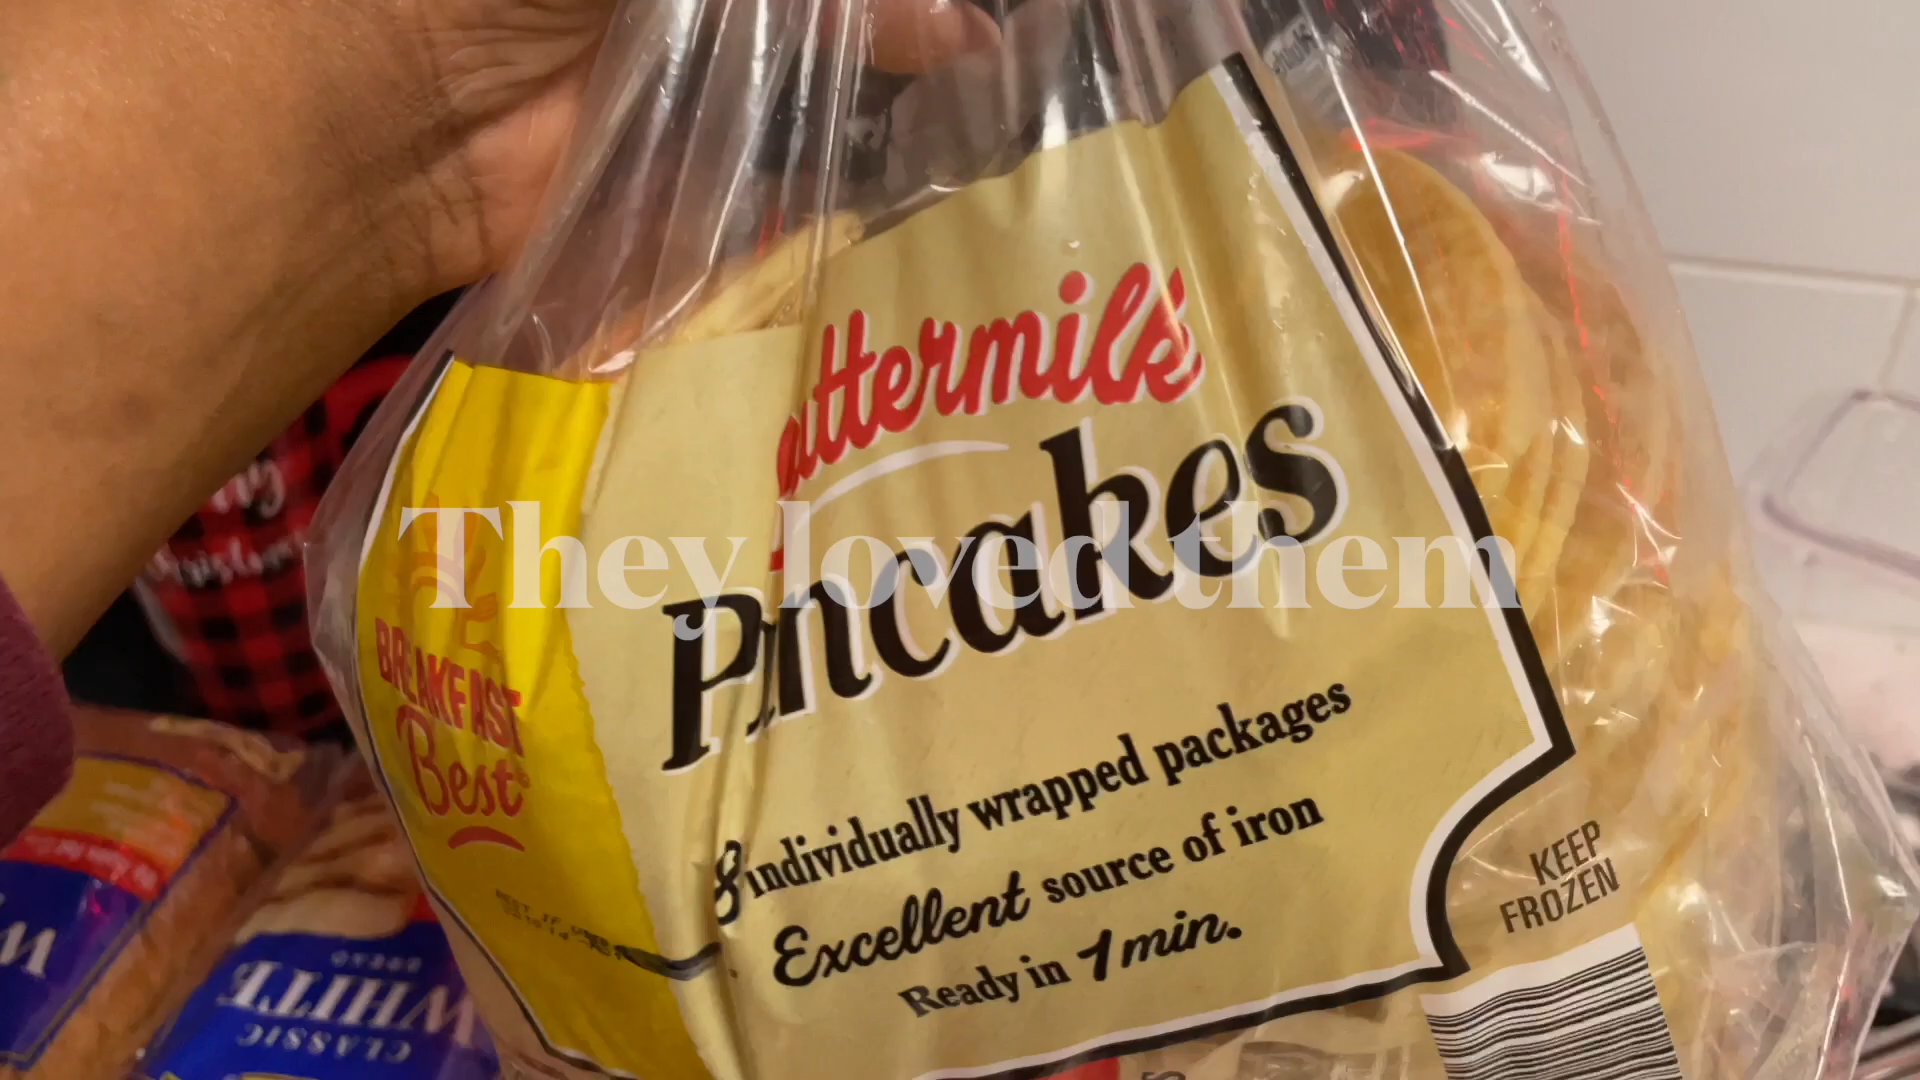 Buttermilk
Pancakes
They loved them
BREAKFAST
Best
8 individually wrapped packages
Excellent source of iron
Ready in 1 min.
KEEP
FROZEN
WHITE
BREAD
CLASSIC